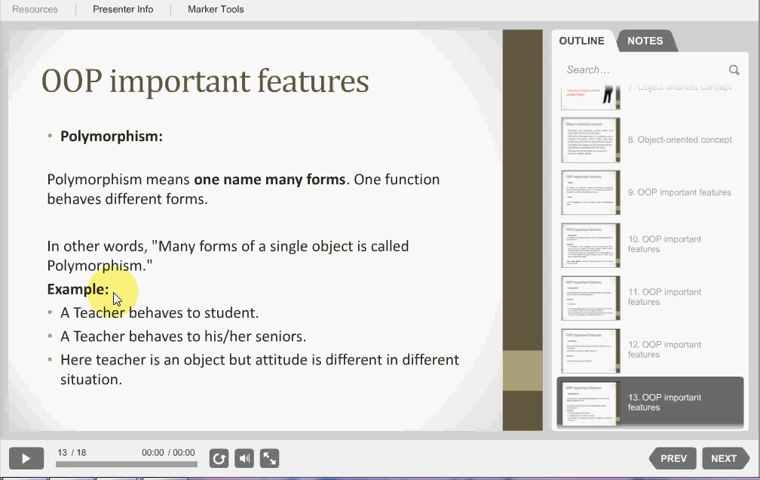 Resources Presenter Info Marker Tools
OOP important features
• Polymorphism:
Polymorphism means one name many forms. One function
behaves different forms.
In other words, "Many forms of a single object is called
Polymorphism."
Example:
• A Teacher behaves to student.
• A Teacher behaves to his/her seniors.
• Here teacher is an object but attitude is different in different
situation.
OUTLINE NOTES
Search...
7. Object oriented concept
8. Object-oriented concept
9. OOP important features
10. OOP important
features
11. OOP important
features
12. OOP important
features
13. OOP important
features
13 / 18 00:00 / 00:00
PREV NEXT